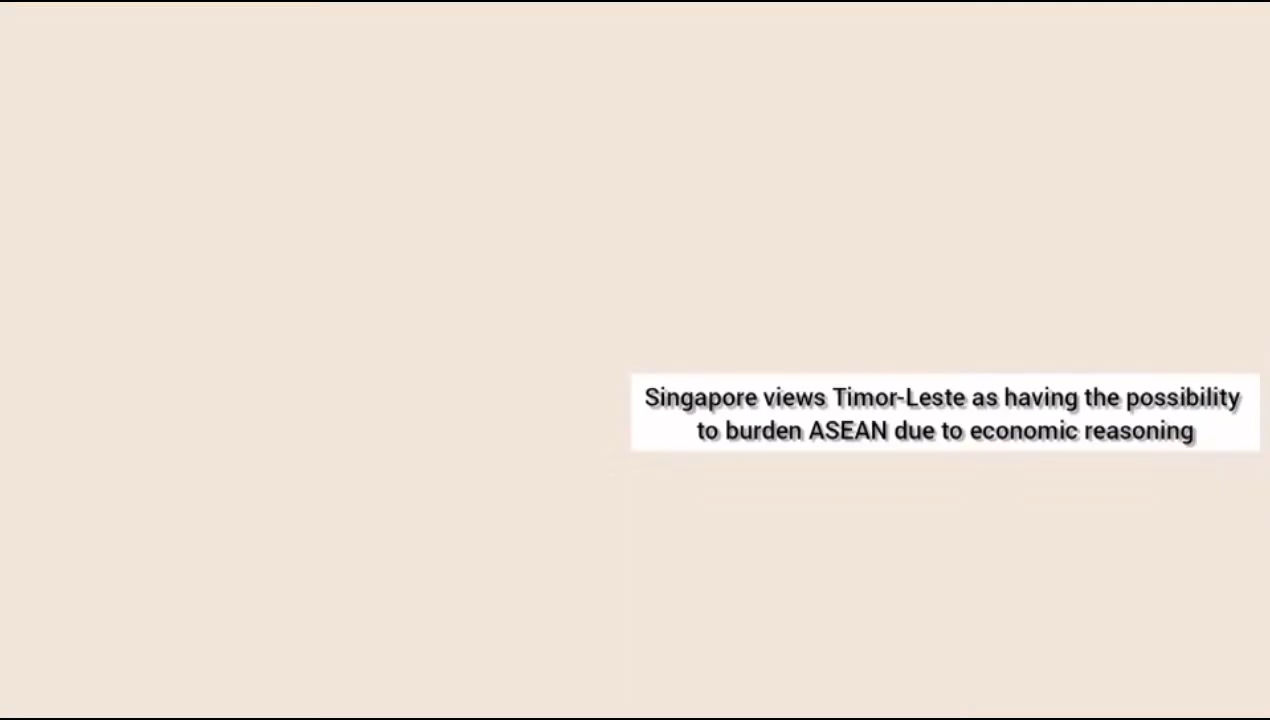 Singapore views Timor-Leste as having the possibility
to burden ASEAN due to economic reasoning